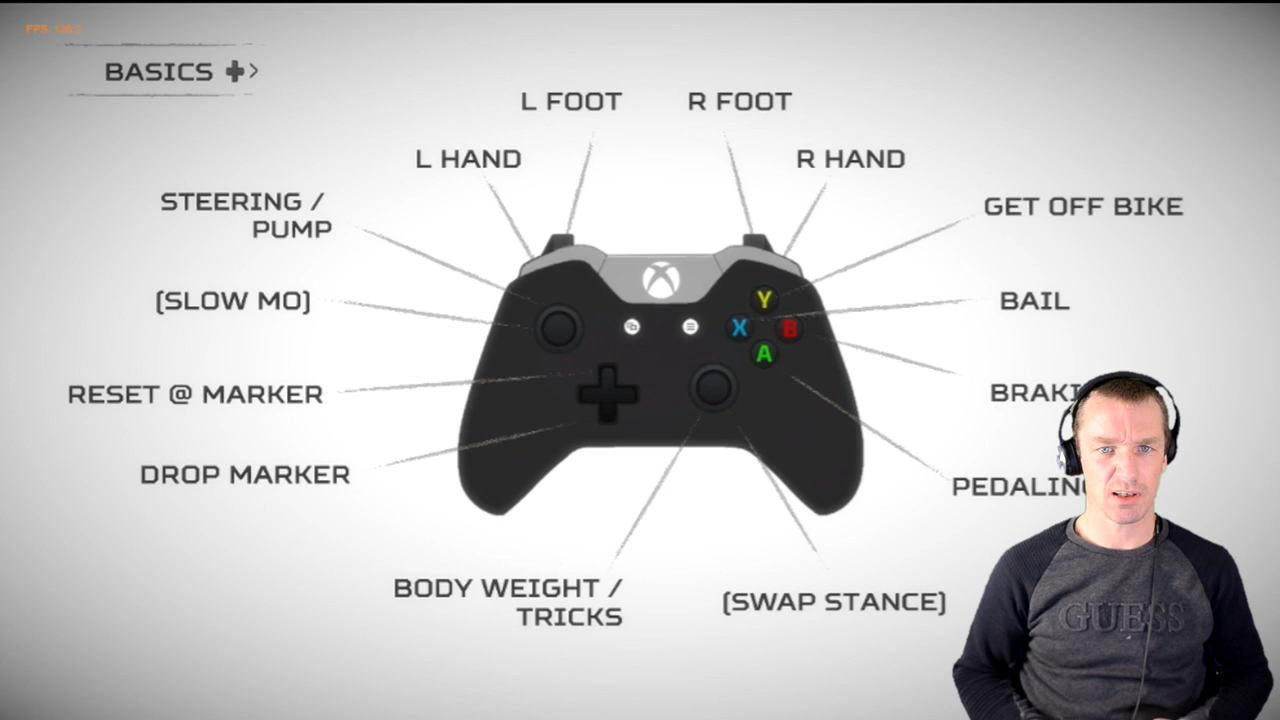 BASICS
L FOOT
R FOOT
L HAND
R HAND
STEERING /
PUMP
GET OFF BIKE
(SLOW MO)
BAIL
Y
X
B
A
RESET @ MARKER
DROP MARKER
BODY WEIGHT /
TRICKS
(SWAP STANCE)
GUESS